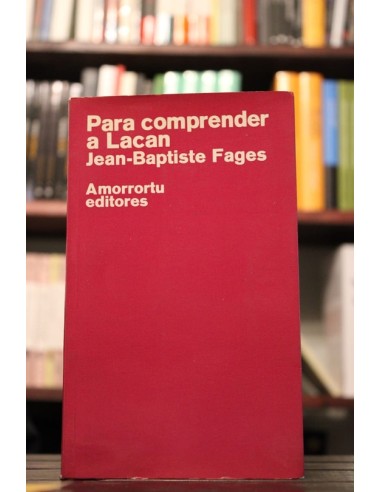 Para comprender
a Lacan
Jean-Baptiste Fages
Amorrortu
editores